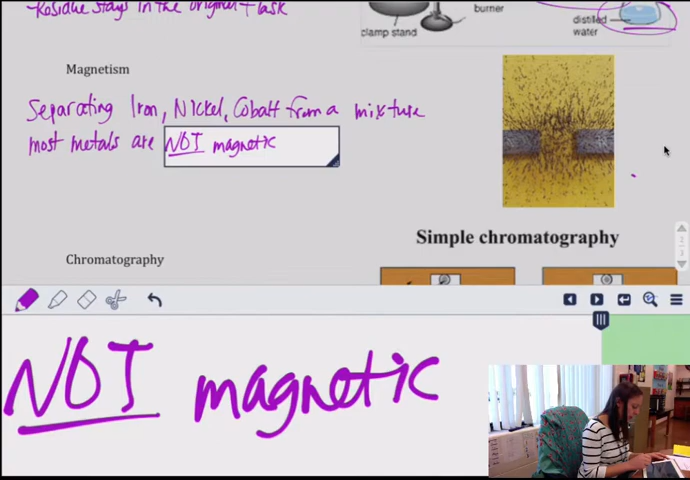 -Residue stays in the original flask
burner
clamp stand
distilled
water
Magnetism
Separating Iron, Nickel, Cobalt from a mixture
most metals are NOT magnetic
Simple chromatography
Chromatography
NOT magnetic